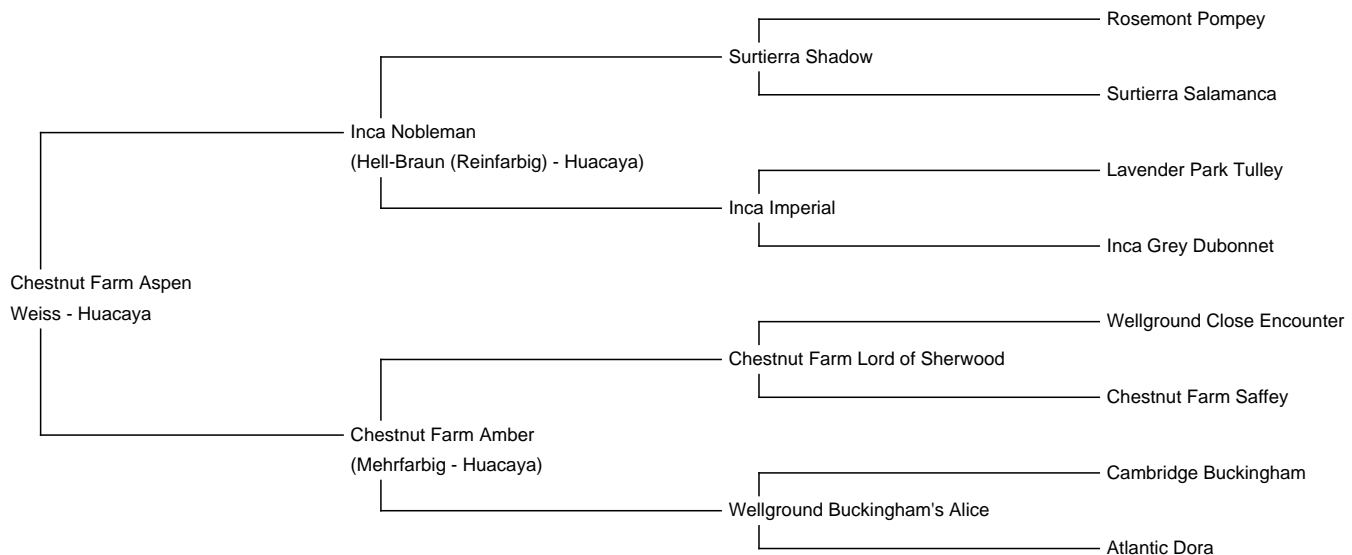 Rosemont Pompey
Surtierra Shadow
Surtierra Salamanca
Inca Nobleman
(Hell-Braun (Reinfarbig) - Huacaya)
Lavender Park Tulley
Inca Imperial
Inca Grey Dubonnet
Chestnut Farm Aspen
Weiss - Huacaya
Wellground Close Encounter
Chestnut Farm Lord of Sherwood
Chestnut Farm Saffey
Chestnut Farm Amber
(Mehrfarbig - Huacaya)
Cambridge Buckingham
Wellground Buckingham's Alice
Atlantic Dora